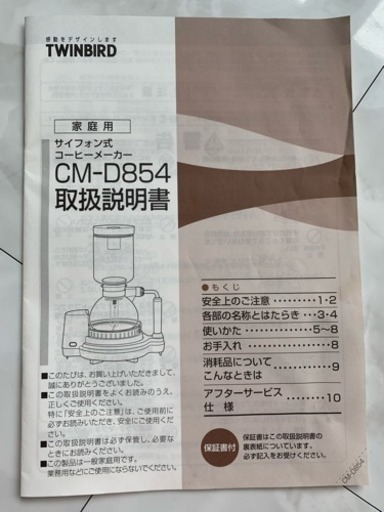 感動をデザインします
TWINBIRD
家庭用
サイフォン式
コーヒーメーカー
CM-D854
取扱説明書
●もくじ
安全上のご注意・・・・・・・・・1・2
各部の名称とはたらき・・・・3・4
使いかた・・・・・・・・・・・・・・5〜8
お手入れ・・・・・・・・・・・・・・・・8
消耗品について
こんなときは・・・・・・・・・・・9
アフターサービス
仕様・・・・・・・・・・10
■このたびは、お買い上げいただきまして、
誠にありがとうございました。
■この取扱説明書をよくお読みのうえ、
正しくご使用ください。
特に「安全上のご注意」は、ご使用前に
必ずお読みいただき、安全にご使用くだ
さい。
■この取扱説明書は必ず保管し、必要な
ときにお読みください。
■この製品は一般家庭用です。
業務用などにご使用にならないでください。
保証書付
保証書はこの取扱説明書の
裏表紙についています。
必ず記入をお受けください。
CM-D854